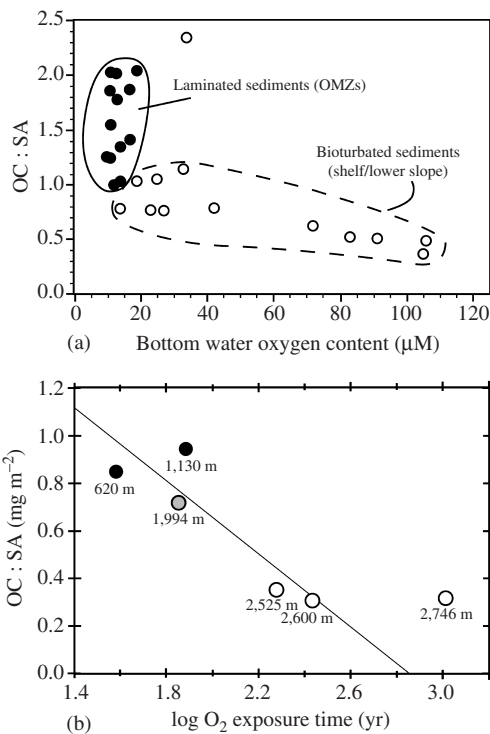 2.5
2.0
1.5
1.0
0.5
0.0
OC : SA
Laminated sediments (OMZs)
Bioturbated sediments
(shelf/lower slope)
0 20 40 60 80 100 120
(a) Bottom water oxygen content (μM)
1.2
1.0
0.8
0.6
0.4
0.2
0.0
OC : SA (mg m⁻²)
1,130 m
620 m
1,994 m
2,525 m
2,600 m
2,746 m
1.4 1.8 2.2 2.6 3.0
(b) log O₂ exposure time (yr)